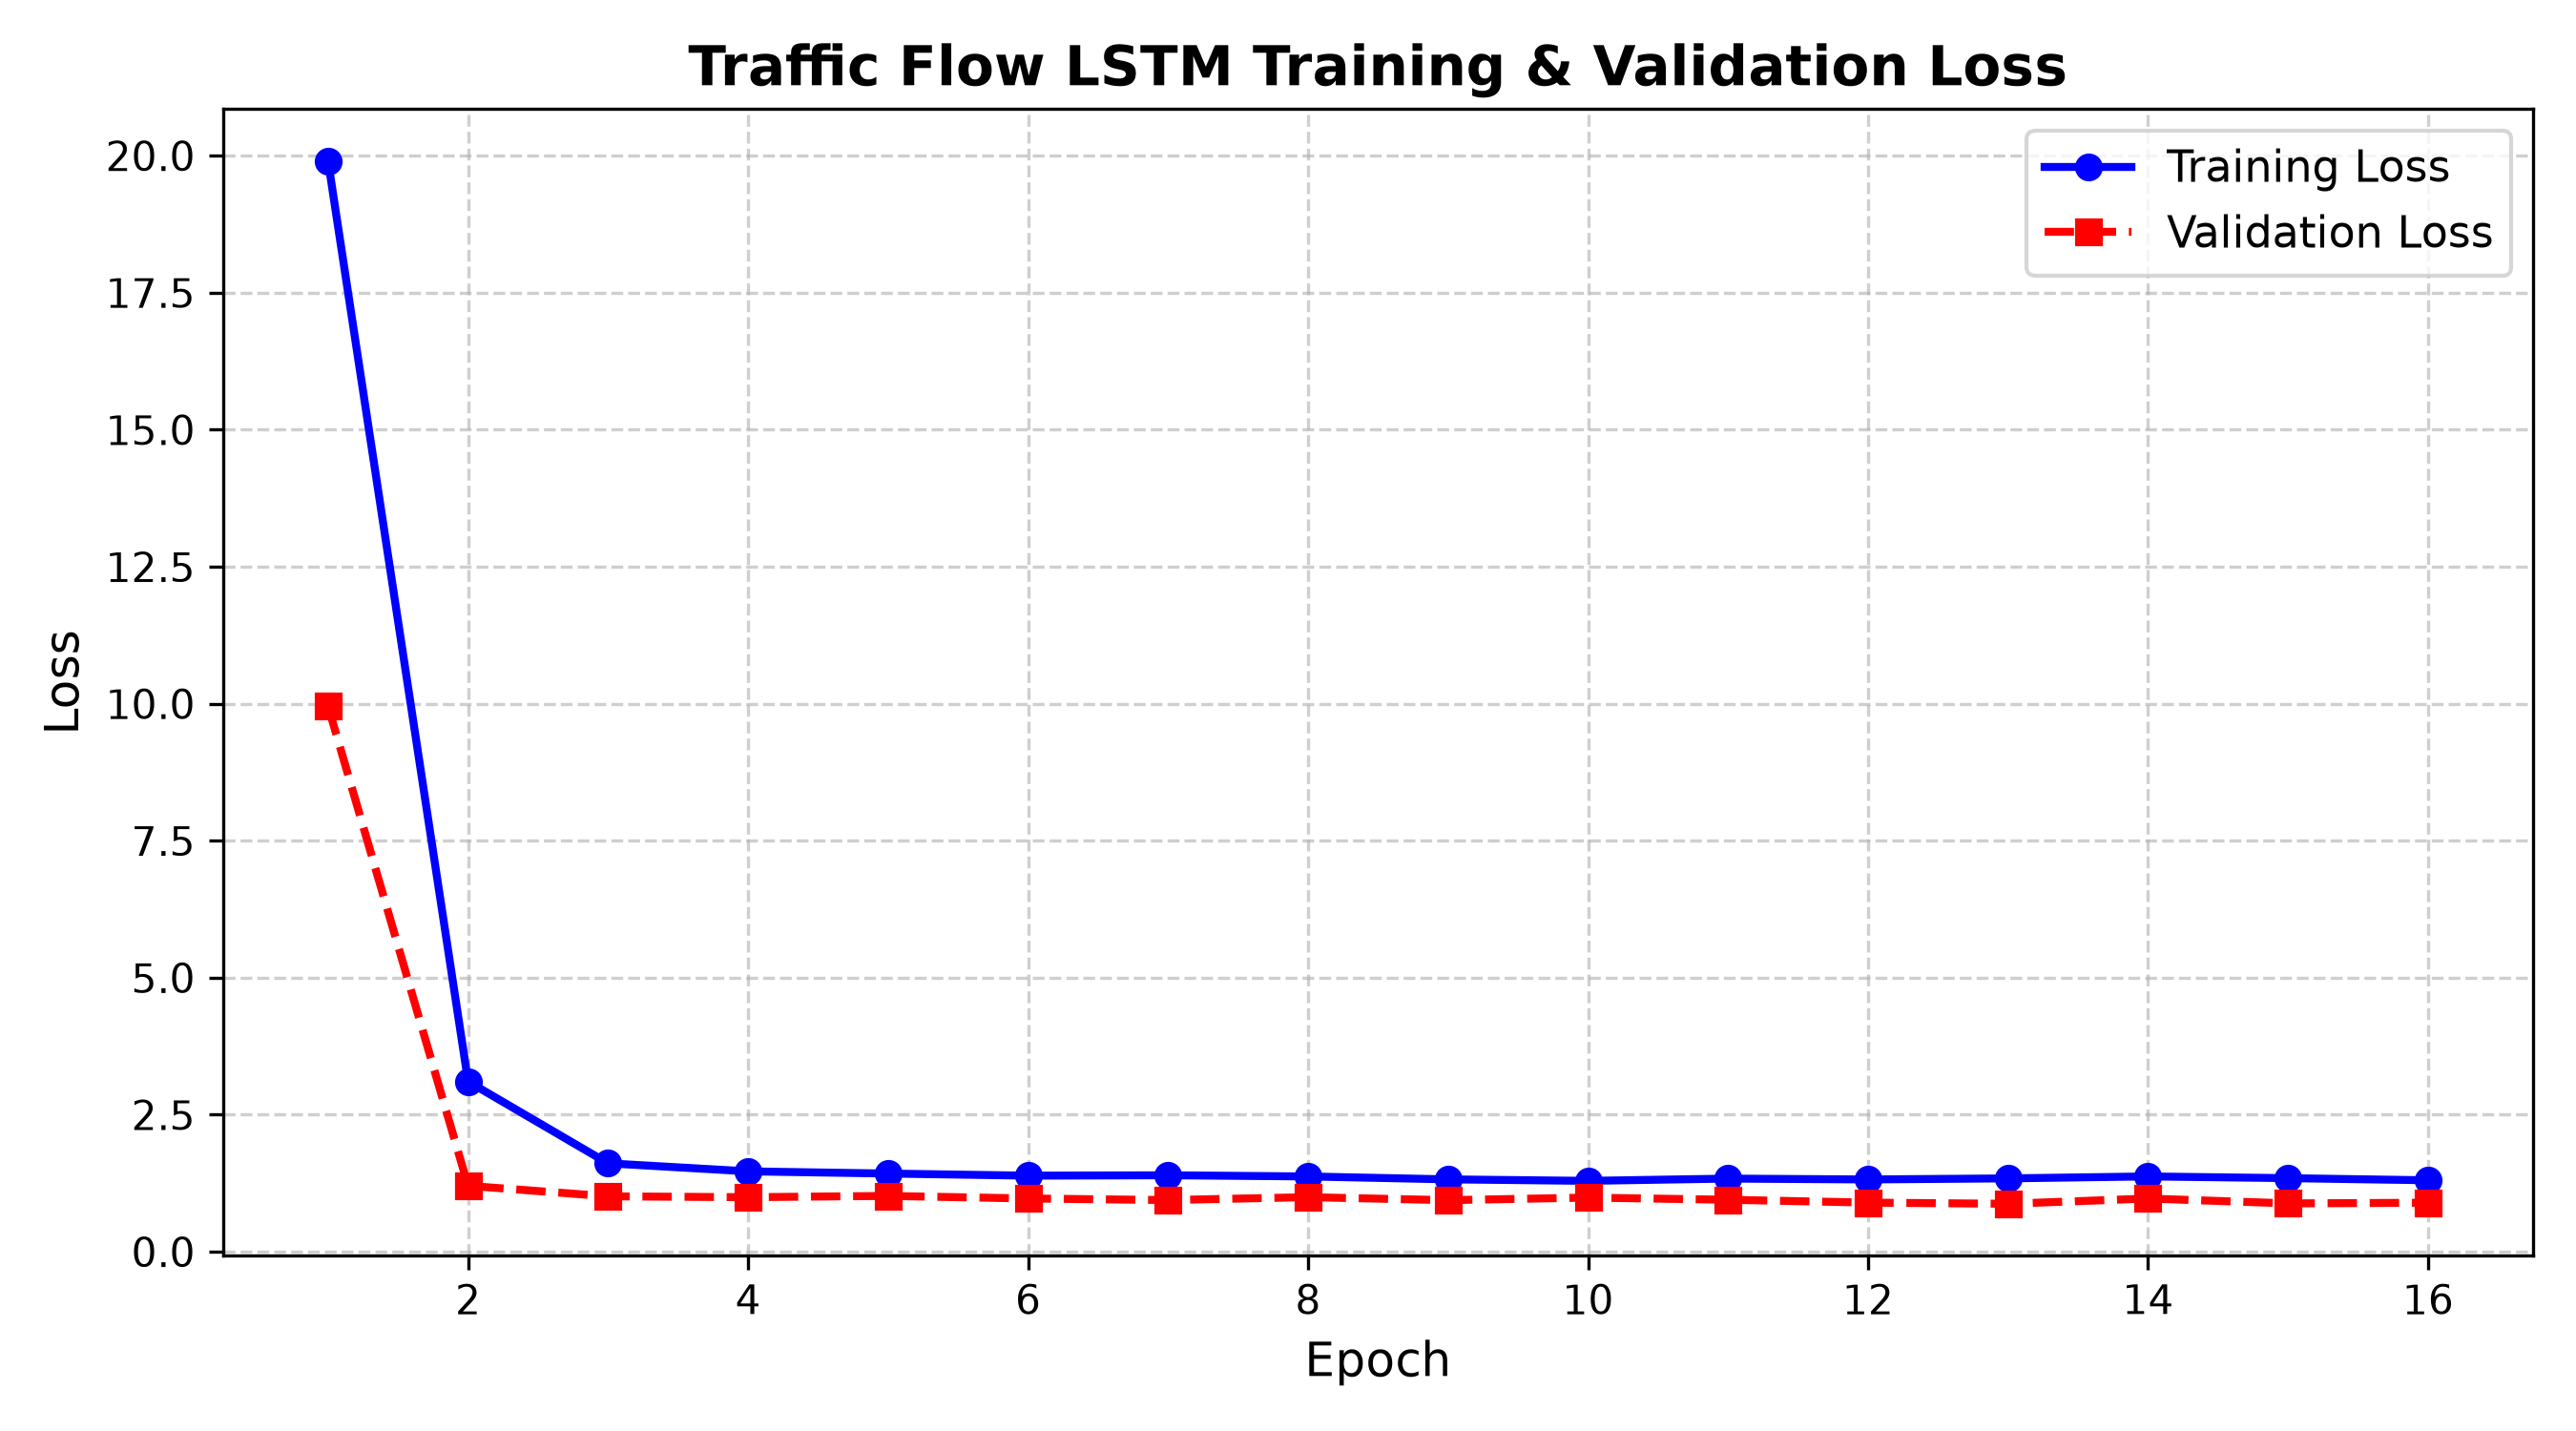 Traffic Flow LSTM Training & Validation Loss
Training Loss
Validation Loss
20.0
17.5
15.0
12.5
10.0
7.5
5.0
2.5
0.0
Loss
2 4 6 8 10 12 14 16
Epoch